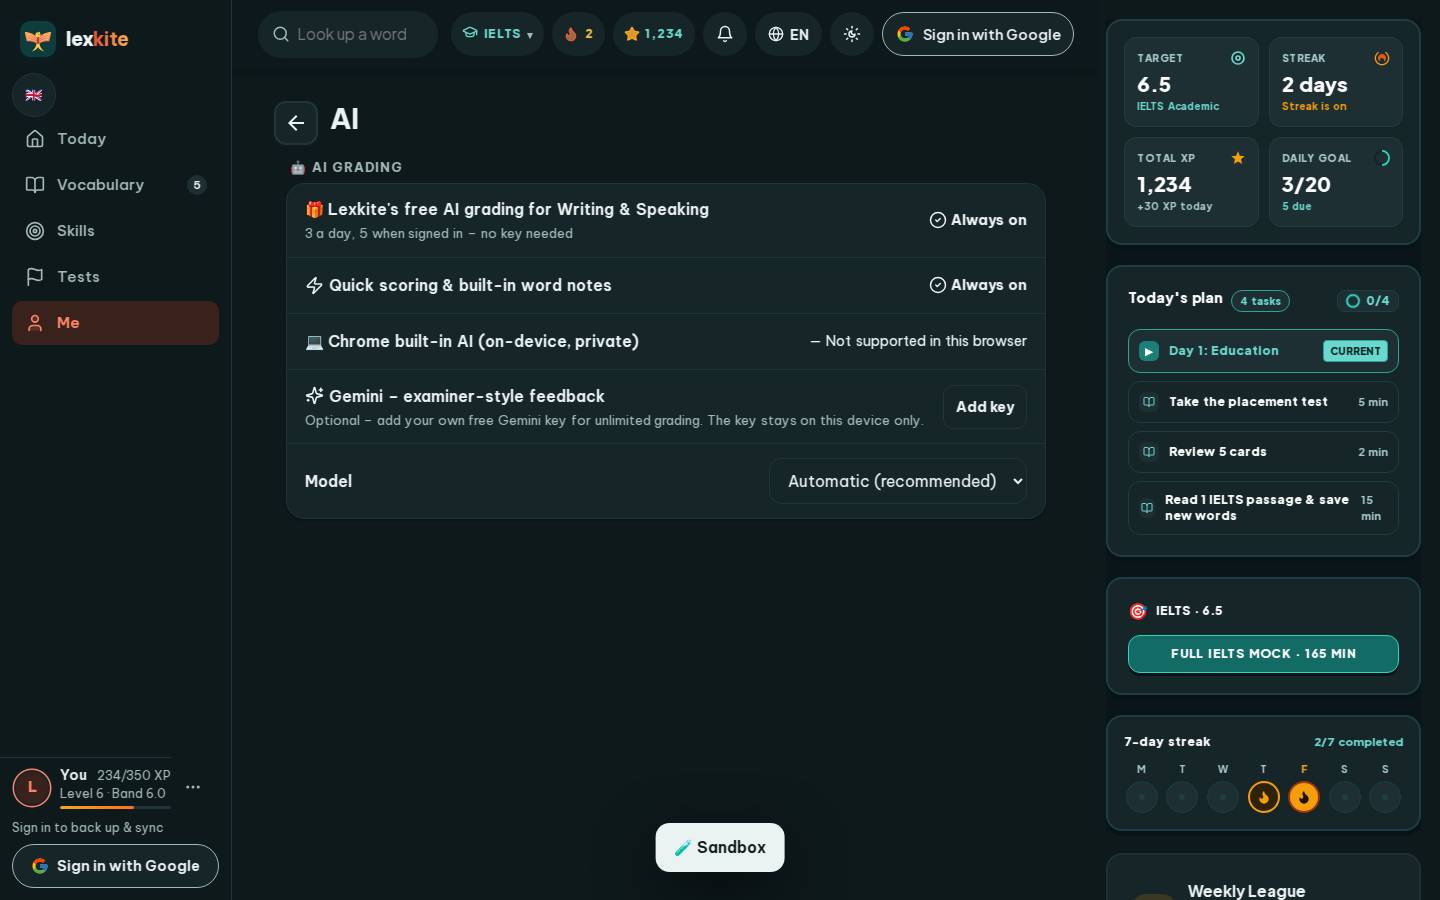 lexkite
Today
Vocabulary
5
Skills
Tests
Me
You 234/350 XP
Level 6 · Band 6.0
L
Sign in to back up & sync
Sign in with Google
Look up a word
IELTS ▾
2
1,234
EN
Sign in with Google
AI
AI GRADING
Lexkite's free AI grading for Writing & Speaking
3 a day, 5 when signed in – no key needed
Always on
Quick scoring & built-in word notes
Always on
Chrome built-in AI (on-device, private)
— Not supported in this browser
Gemini – examiner-style feedback
Optional – add your own free Gemini key for unlimited grading. The key stays on this device only.
Add key
Model
Automatic (recommended)
Sandbox
TARGET
6.5
IELTS Academic
STREAK
2 days
Streak is on
TOTAL XP
1,234
+30 XP today
DAILY GOAL
3/20
5 due
Today's plan
4 tasks
0/4
Day 1: Education
CURRENT
Take the placement test
5 min
Review 5 cards
2 min
Read 1 IELTS passage & save
new words
15
min
IELTS · 6.5
FULL IELTS MOCK · 165 MIN
7-day streak
2/7 completed
M T W T F S S
Weekly League